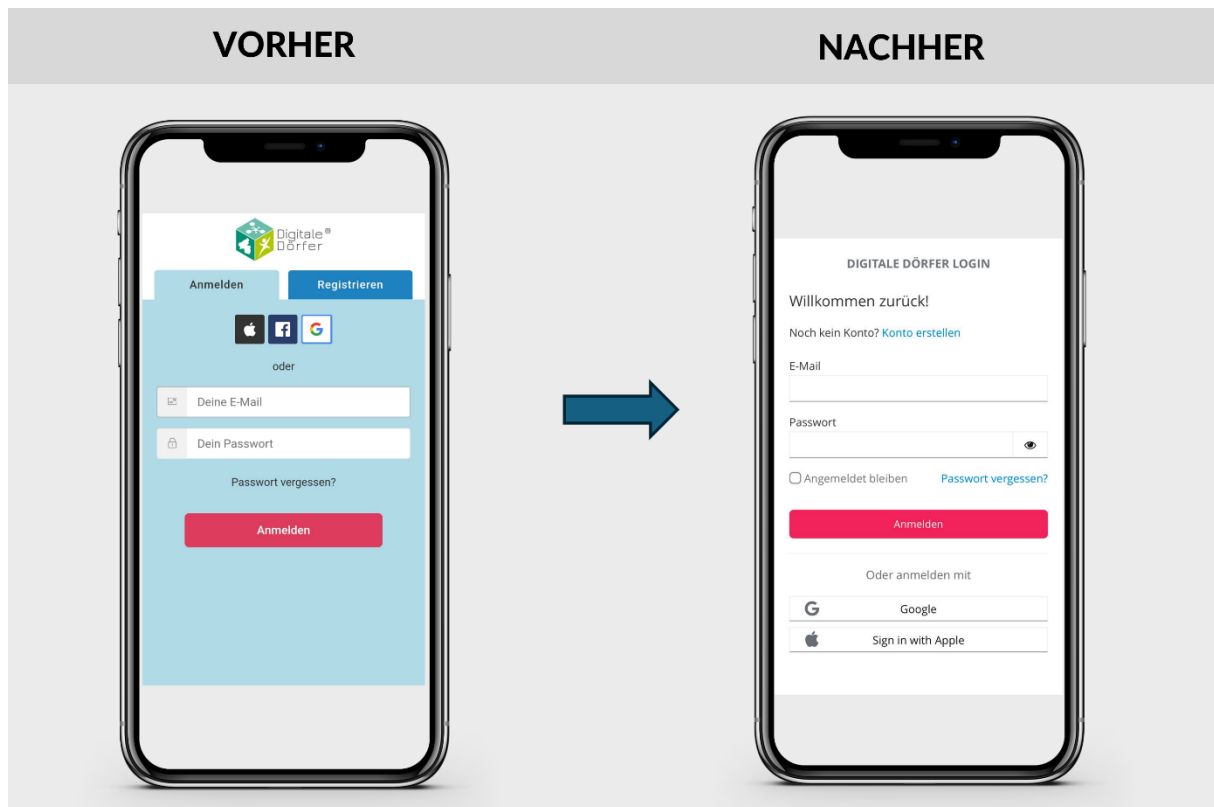 VORHER
NACHHER
Digitale®
Dörfer
Anmelden
Registrieren
oder
Deine E-Mail
Dein Passwort
Passwort vergessen?
Anmelden
DIGITALE DÖRFER LOGIN
Willkommen zurück!
Noch kein Konto? Konto erstellen
E-Mail
Passwort
Angemeldet bleiben Passwort vergessen?
Anmelden
Oder anmelden mit
Google
Sign in with Apple